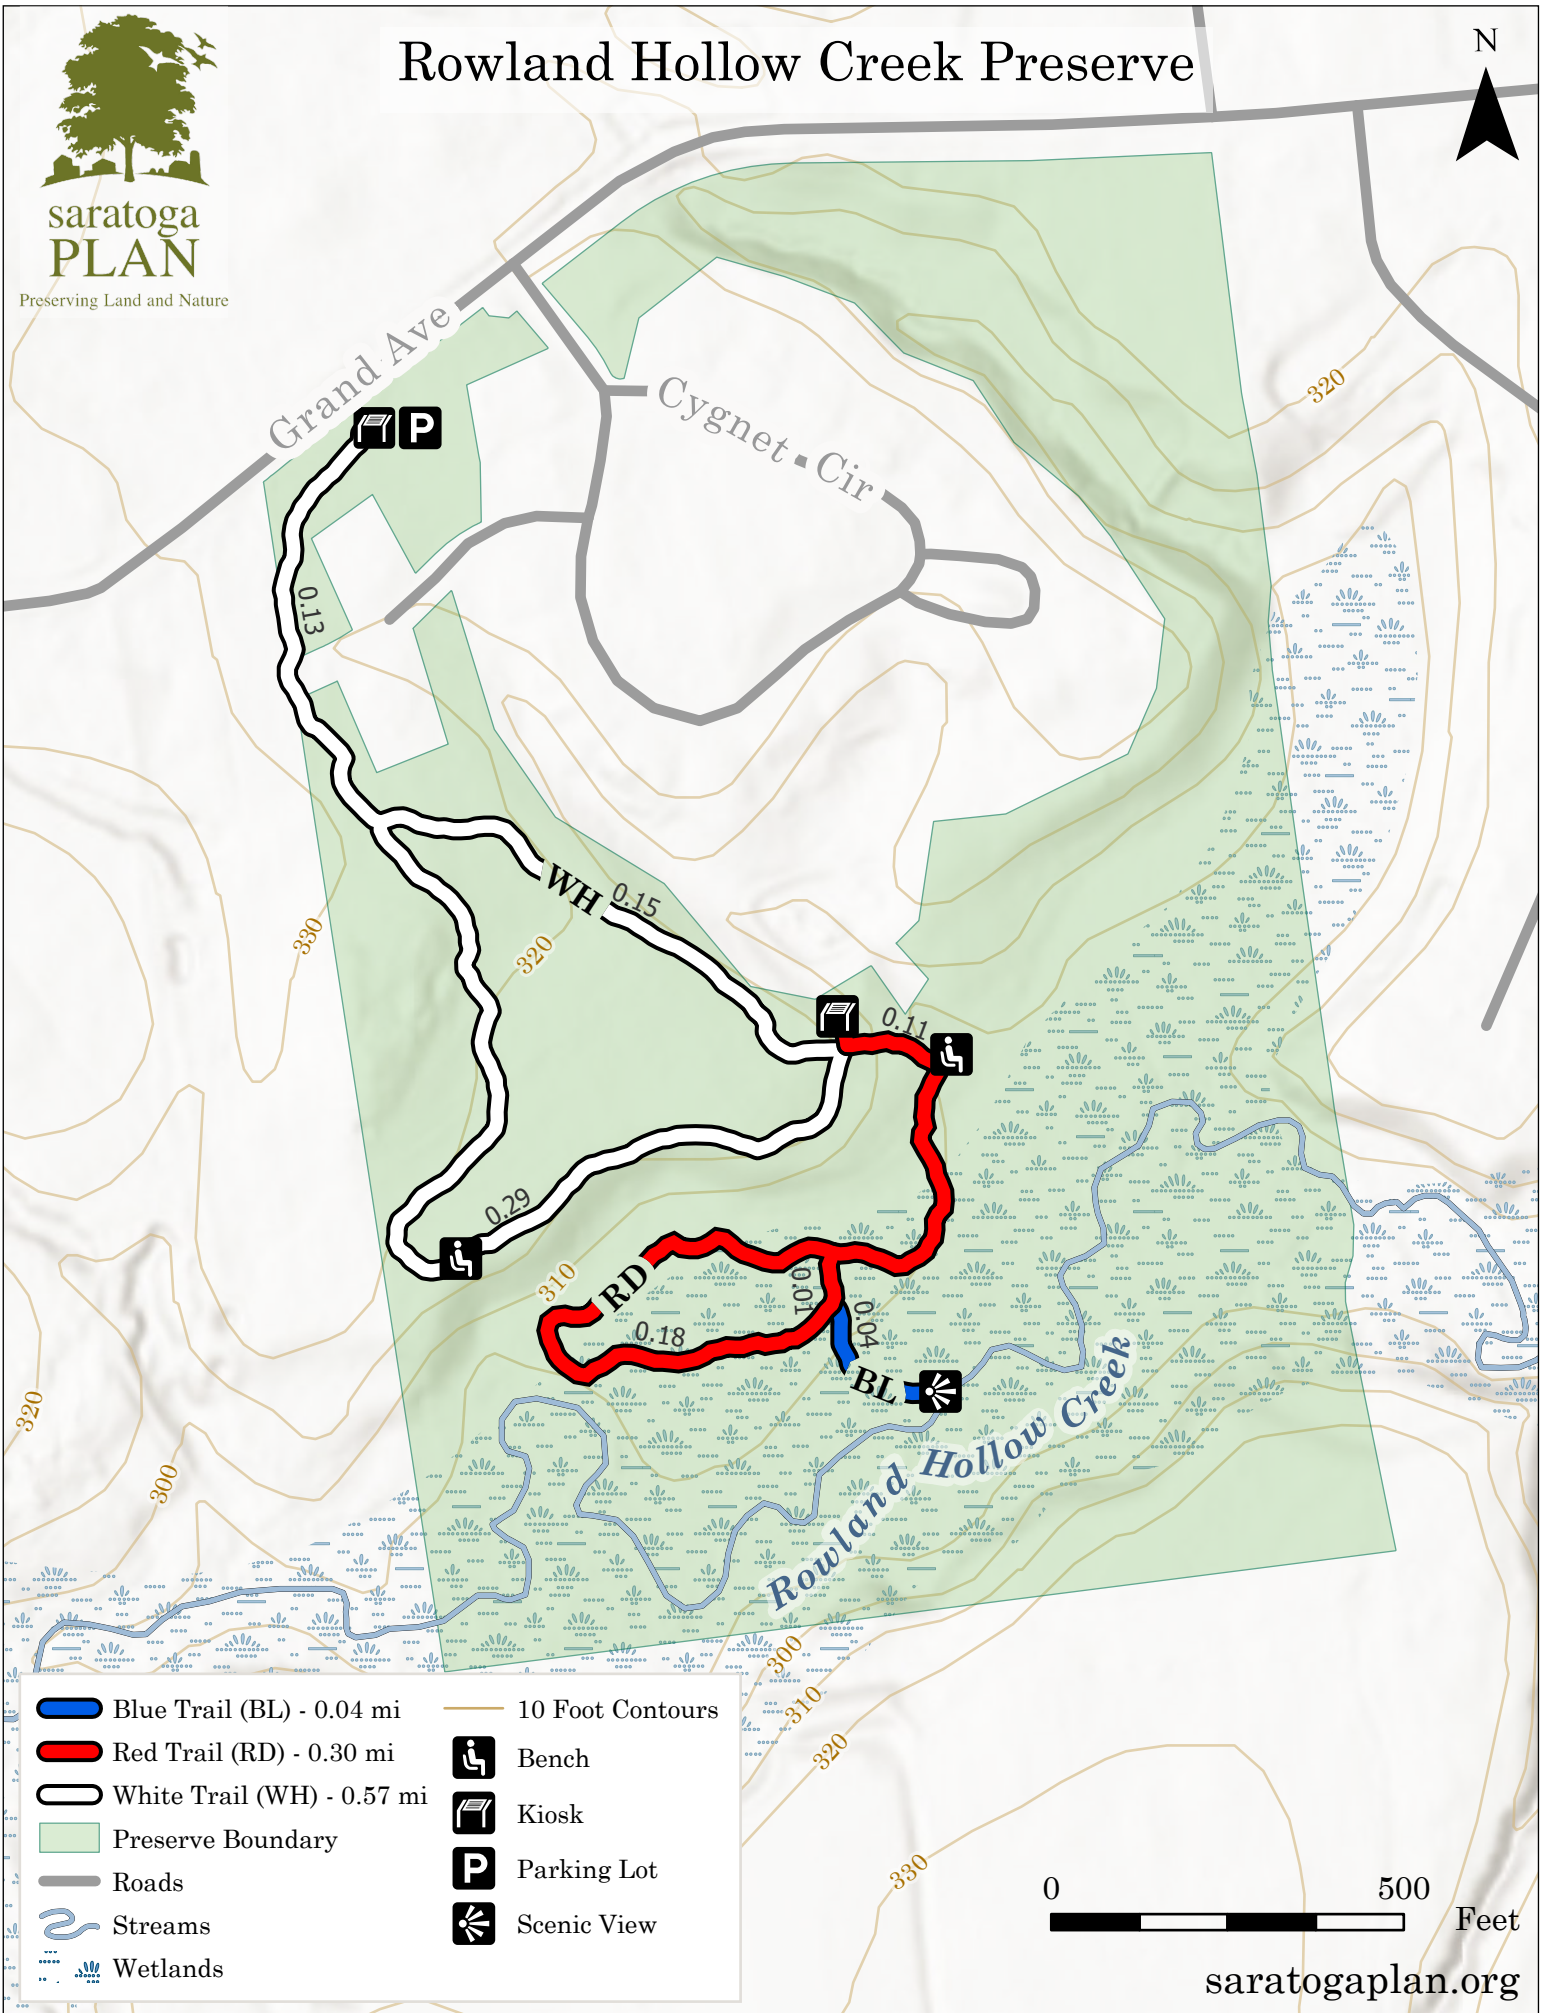 Rowland Hollow Creek Preserve
N
saratoga
PLAN
Preserving Land and Nature
Grand Ave
P
Cygnet Cir
320
0.13
WH
0.15
330
320
0.11
0.29
310
RD
0.01
0.04
0.18
BL
320
300
Rowland Hollow Creek
300
310
320
330
Blue Trail (BL) - 0.04 mi
Red Trail (RD) - 0.30 mi
White Trail (WH) - 0.57 mi
Preserve Boundary
Roads
Streams
Wetlands
10 Foot Contours
Bench
Kiosk
P
Parking Lot
Scenic View
0 500
Feet
saratogaplan.org